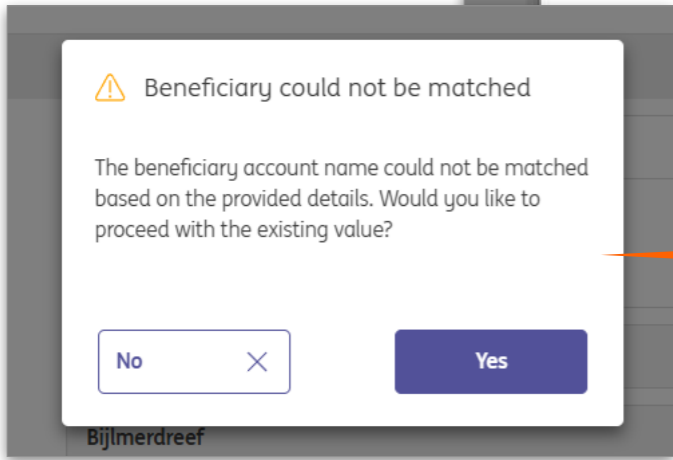 Beneficiary could not be matched
The beneficiary account name could not be matched
based on the provided details. Would you like to
proceed with the existing value?
No
Yes
Bijlmerdreef